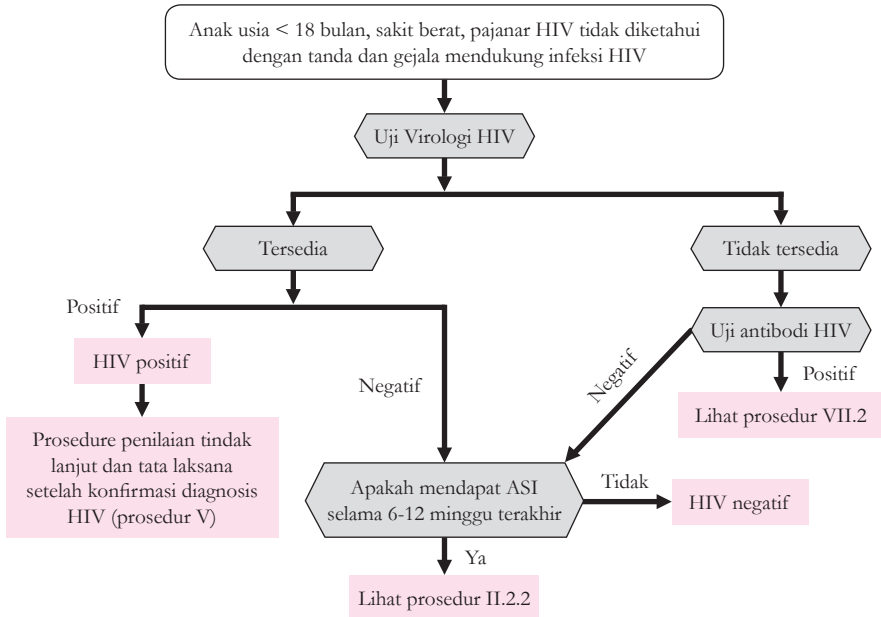 Anak usia < 18 bulan, sakit berat, pajanar HIV tidak diketahui
dengan tanda dan gejala mendukung infeksi HIV
Uji Virologi HIV
Tersedia
Tidak tersedia
Positif
Uji antibodi HIV
HIV positif
Negatif
Negatif
Positif
Lihat prosedur VII.2
Prosedure penilaian tindak
lanjut dan tata laksana
setelah konfirmasi diagnosis
HIV (prosedur V)
Apakah mendapat ASI
selama 6-12 minggu terakhir
Tidak
HIV negatif
Ya
Lihat prosedur II.2.2